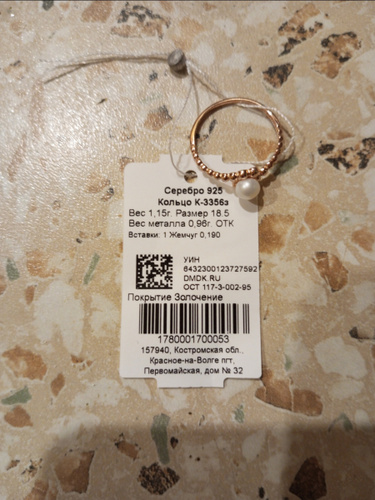 Серебро 925
Кольцо К-3356з
Вес 1,15г. Размер 18.5
Вес металла 0,96г. ОТК
Вставки: 1 Жемчуг 0,190
УИН
6432300123727592
DMDK.RU
ОСТ 117-3-002-95
Покрытие Золочение
1780001700053
157940, Костромская обл.,
Красное-на-Волге пгт,
Первомайская, дом № 32